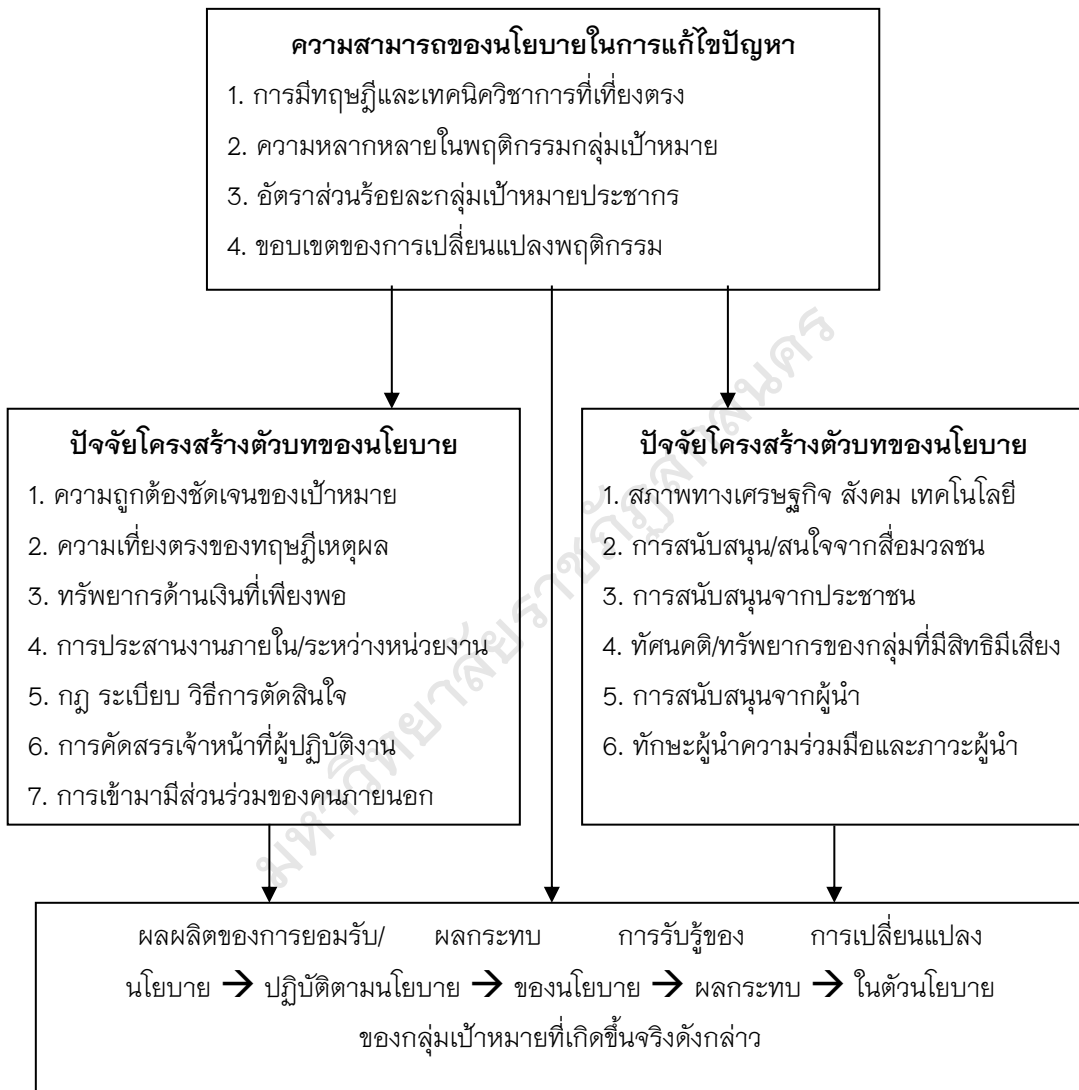 ความสามารถของนโยบายในการแก้ไขปัญหา
1. การมีทฤษฎีและเทคนิควิชาการที่เที่ยงตรง
2. ความหลากหลายในพฤติกรรมกลุ่มเป้าหมาย
3. อัตราส่วนร้อยละกลุ่มเป้าหมายประชากร
4. ขอบเขตของการเปลี่ยนแปลงพฤติกรรม
ปัจจัยโครงสร้างตัวบทของนโยบาย
1. ความถูกต้องชัดเจนของเป้าหมาย
2. ความเที่ยงตรงของทฤษฎีเหตุผล
3. ทรัพยากรด้านเงินที่เพียงพอ
4. การประสานงานภายใน/ระหว่างหน่วยงาน
5. กฎ ระเบียบ วิธีการตัดสินใจ
6. การคัดสรรเจ้าหน้าที่ผู้ปฏิบัติงาน
7. การเข้ามามีส่วนร่วมของคนภายนอก
ปัจจัยโครงสร้างตัวบทของนโยบาย
1. สภาพทางเศรษฐกิจ สังคม เทคโนโลยี
2. การสนับสนุน/สนใจจากสื่อมวลชน
3. การสนับสนุนจากประชาชน
4. ทัศนคติ/ทรัพยากรของกลุ่มที่มีสิทธิมีเสียง
5. การสนับสนุนจากผู้นำ
6. ทักษะผู้นำความร่วมมือและภาวะผู้นำ
ผลผลิตของการยอมรับ/ ผลกระทบ การรับรู้ของ การเปลี่ยนแปลง
นโยบาย → ปฏิบัติตามนโยบาย → ของนโยบาย → ผลกระทบ → ในตัวนโยบาย
ของกลุ่มเป้าหมายที่เกิดขึ้นจริงดังกล่าว
มหาวิทยาลัยราชภัฏสกลนคร